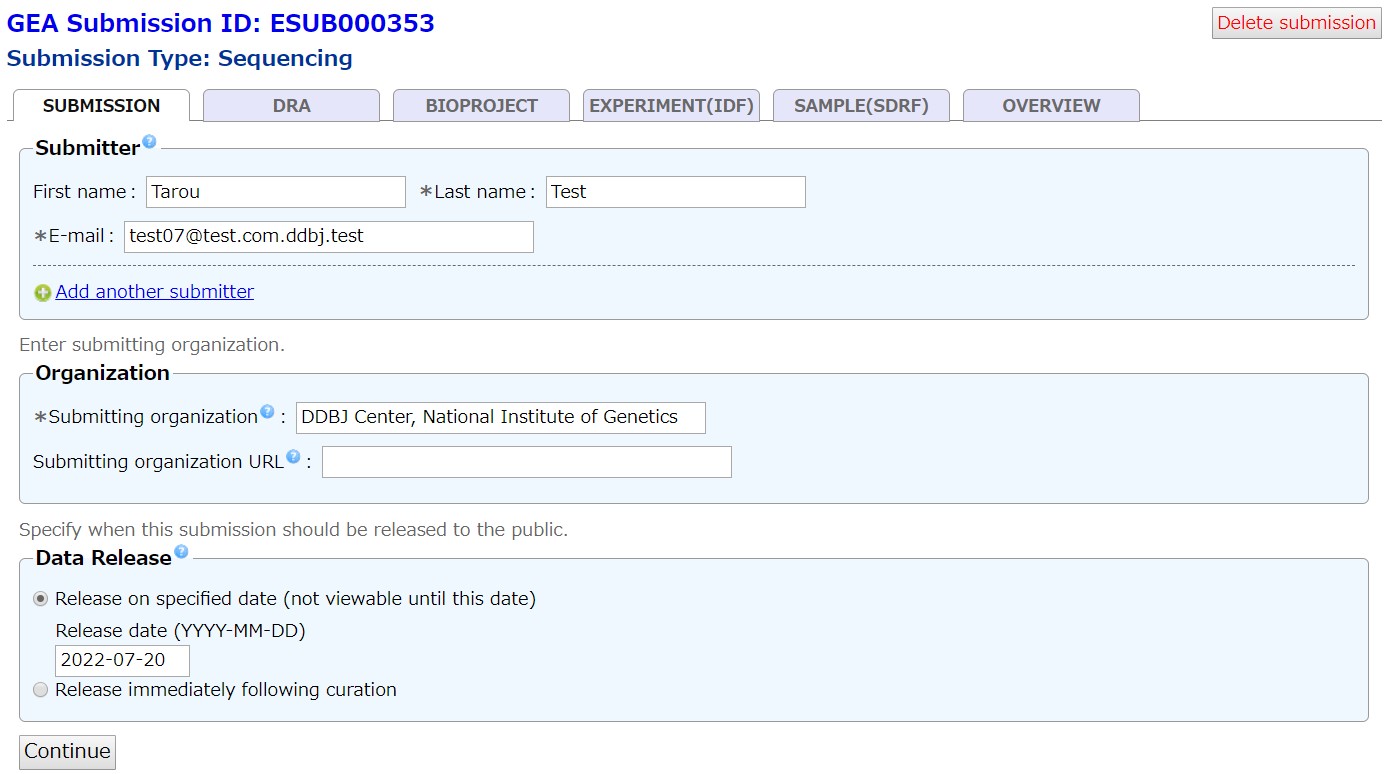 GEA Submission ID: ESUB000353
Delete submission
Submission Type: Sequencing
SUBMISSION DRA BIOPROJECT EXPERIMENT(IDF) SAMPLE(SDRF) OVERVIEW
Submitter ?
First name : Tarou *Last name : Test
*E-mail : test07@test.com.ddbj.test
Add another submitter
Enter submitting organization.
Organization
*Submitting organization ? : DDBJ Center, National Institute of Genetics
Submitting organization URL ? :
Specify when this submission should be released to the public.
Data Release ?
Release on specified date (not viewable until this date)
Release date (YYYY-MM-DD)
2022-07-20
Release immediately following curation
Continue